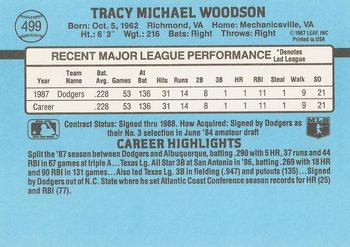 499
TRACY MICHAEL WOODSON
©1987 LEAF, INC.
PRINTED IN USA
Born: Oct. 5, 1962 Richmond, VA Home: Mechanicsville, VA
Ht.: 6' 3" Wgt.: 216 Bats: Right Throws: Right
RECENT MAJOR LEAGUE PERFORMANCE *Denotes Led League
Year Team Bat. Avg. Games At Bat Runs Hits 2B 3B HR RBI Steal Walk SO
1987 Dodgers .228 53 136 14 31 8 1 1 11 1 9 21
Career .228 53 136 14 31 8 1 1 11 1 9 21
Contract Status: Signed thru 1988. How Acquired: Signed by Dodgers as
their No. 3 selection in June '84 amateur draft
CAREER HIGHLIGHTS
Split the '87 season between Dodgers and Albuquerque, batting .290 with 5 HR, 37 runs and 44
RBI in 67 games at triple A...Texas Lg. All Star 3B at San Antonio in '86, batting .269 with 18 HR
and 90 RBI in 131 games. Also led Texas Lg. 3B in fielding (.947) and putouts (135)...Signed by
Dodgers out of N.C. State where he set Atlantic Coast Conference season records for HR (25)
and RBI (77).